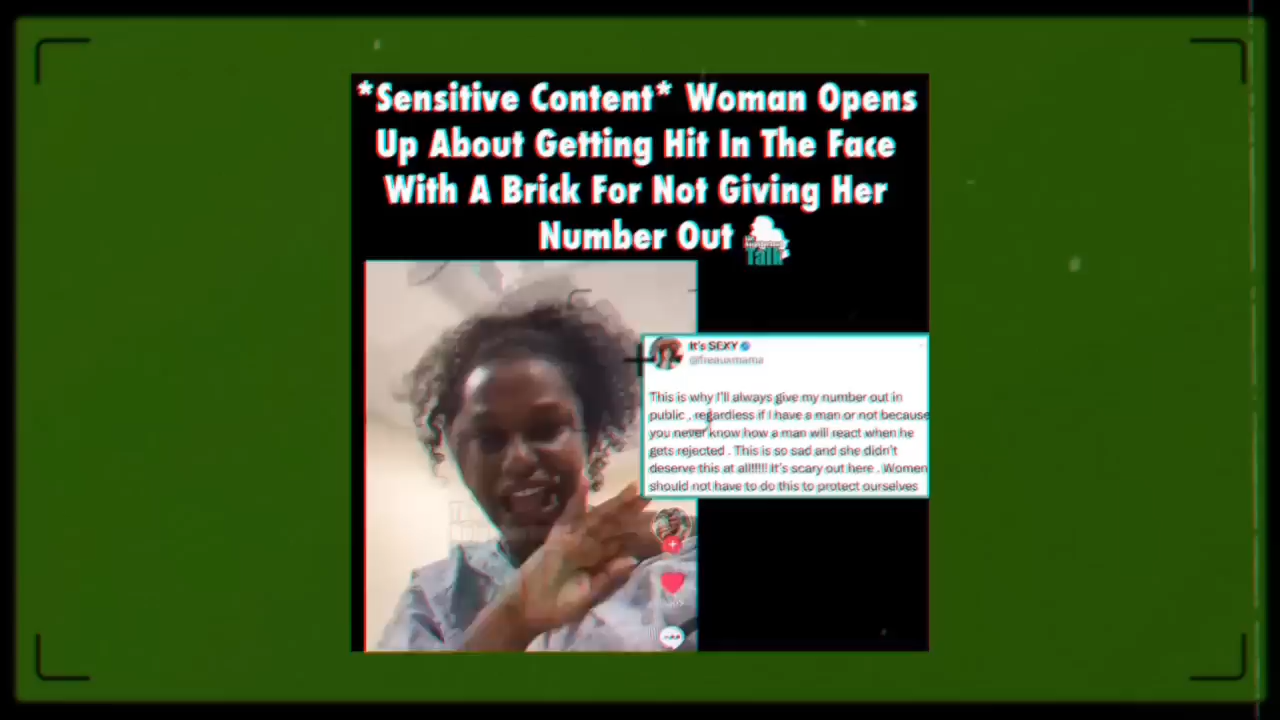 *Sensitive Content* Woman Opens
Up About Getting Hit In The Face
With A Brick For Not Giving Her
Number Out
Talk
It's SEXY
@freauxmama
This is why I'll always give my number out in
public , regardless if I have a man or not because
you never know how a man will react when he
gets rejected . This is so sad and she didn't
deserve this at all!!!!! It's scary out here . Women
should not have to do this to protect ourselves